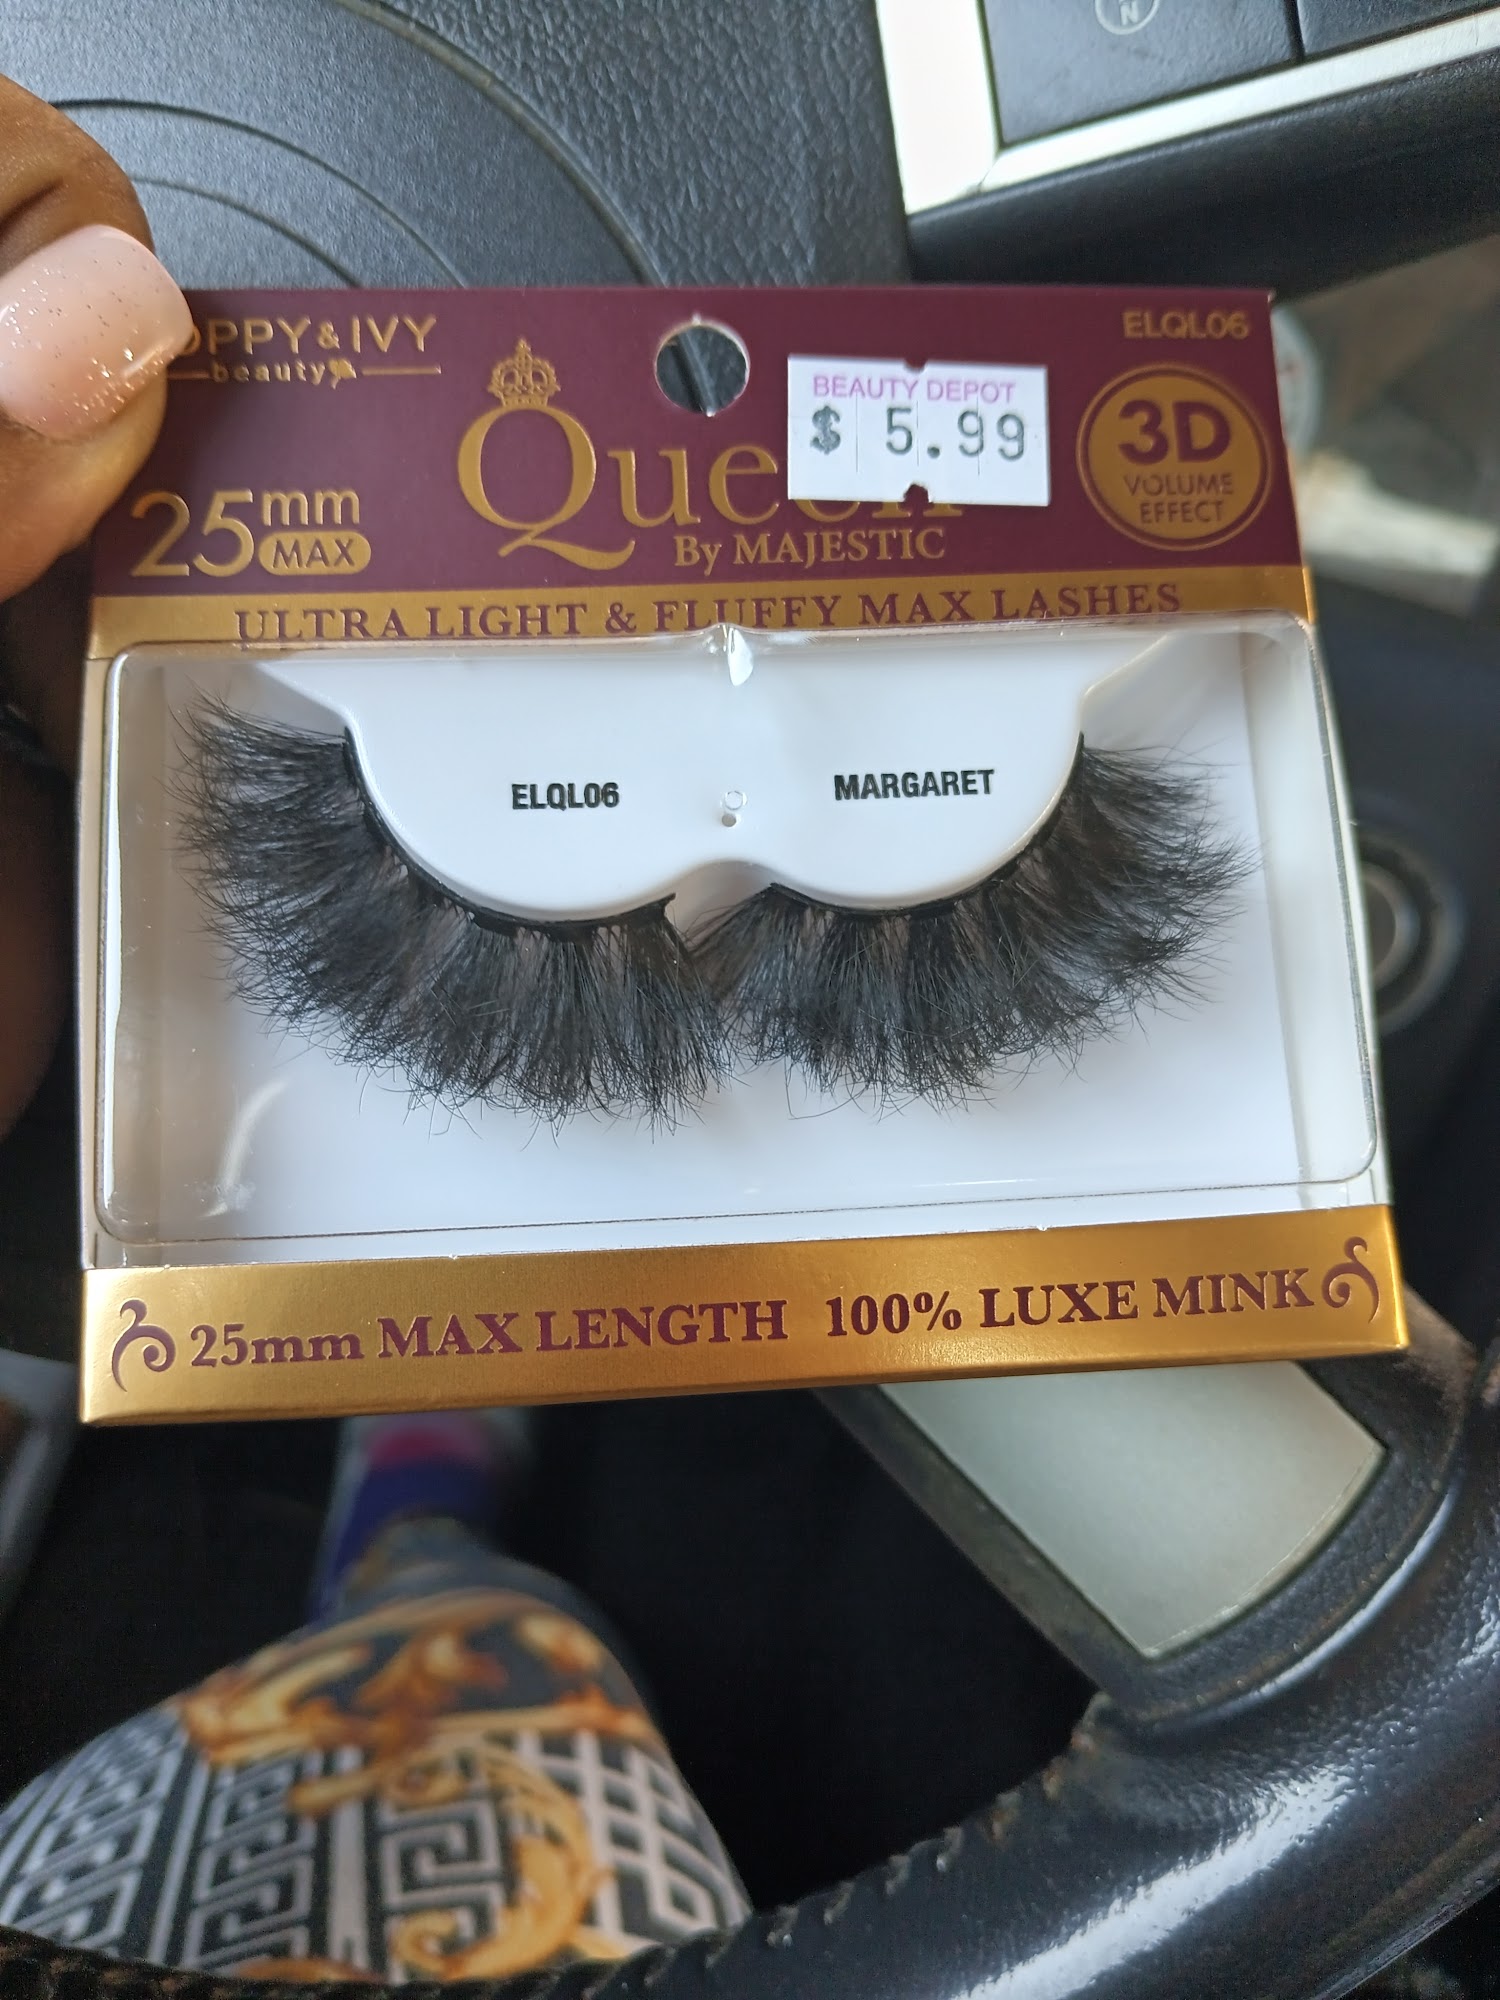 OPPY & IVY
beauty
ELQL06
BEAUTY DEPOT
$ 5.99
3D
VOLUME
EFFECT
25mm
MAX
Queen
By MAJESTIC
ULTRA LIGHT & FLUFFY MAX LASHES
ELQL06
MARGARET
25mm MAX LENGTH 100% LUXE MINK
N